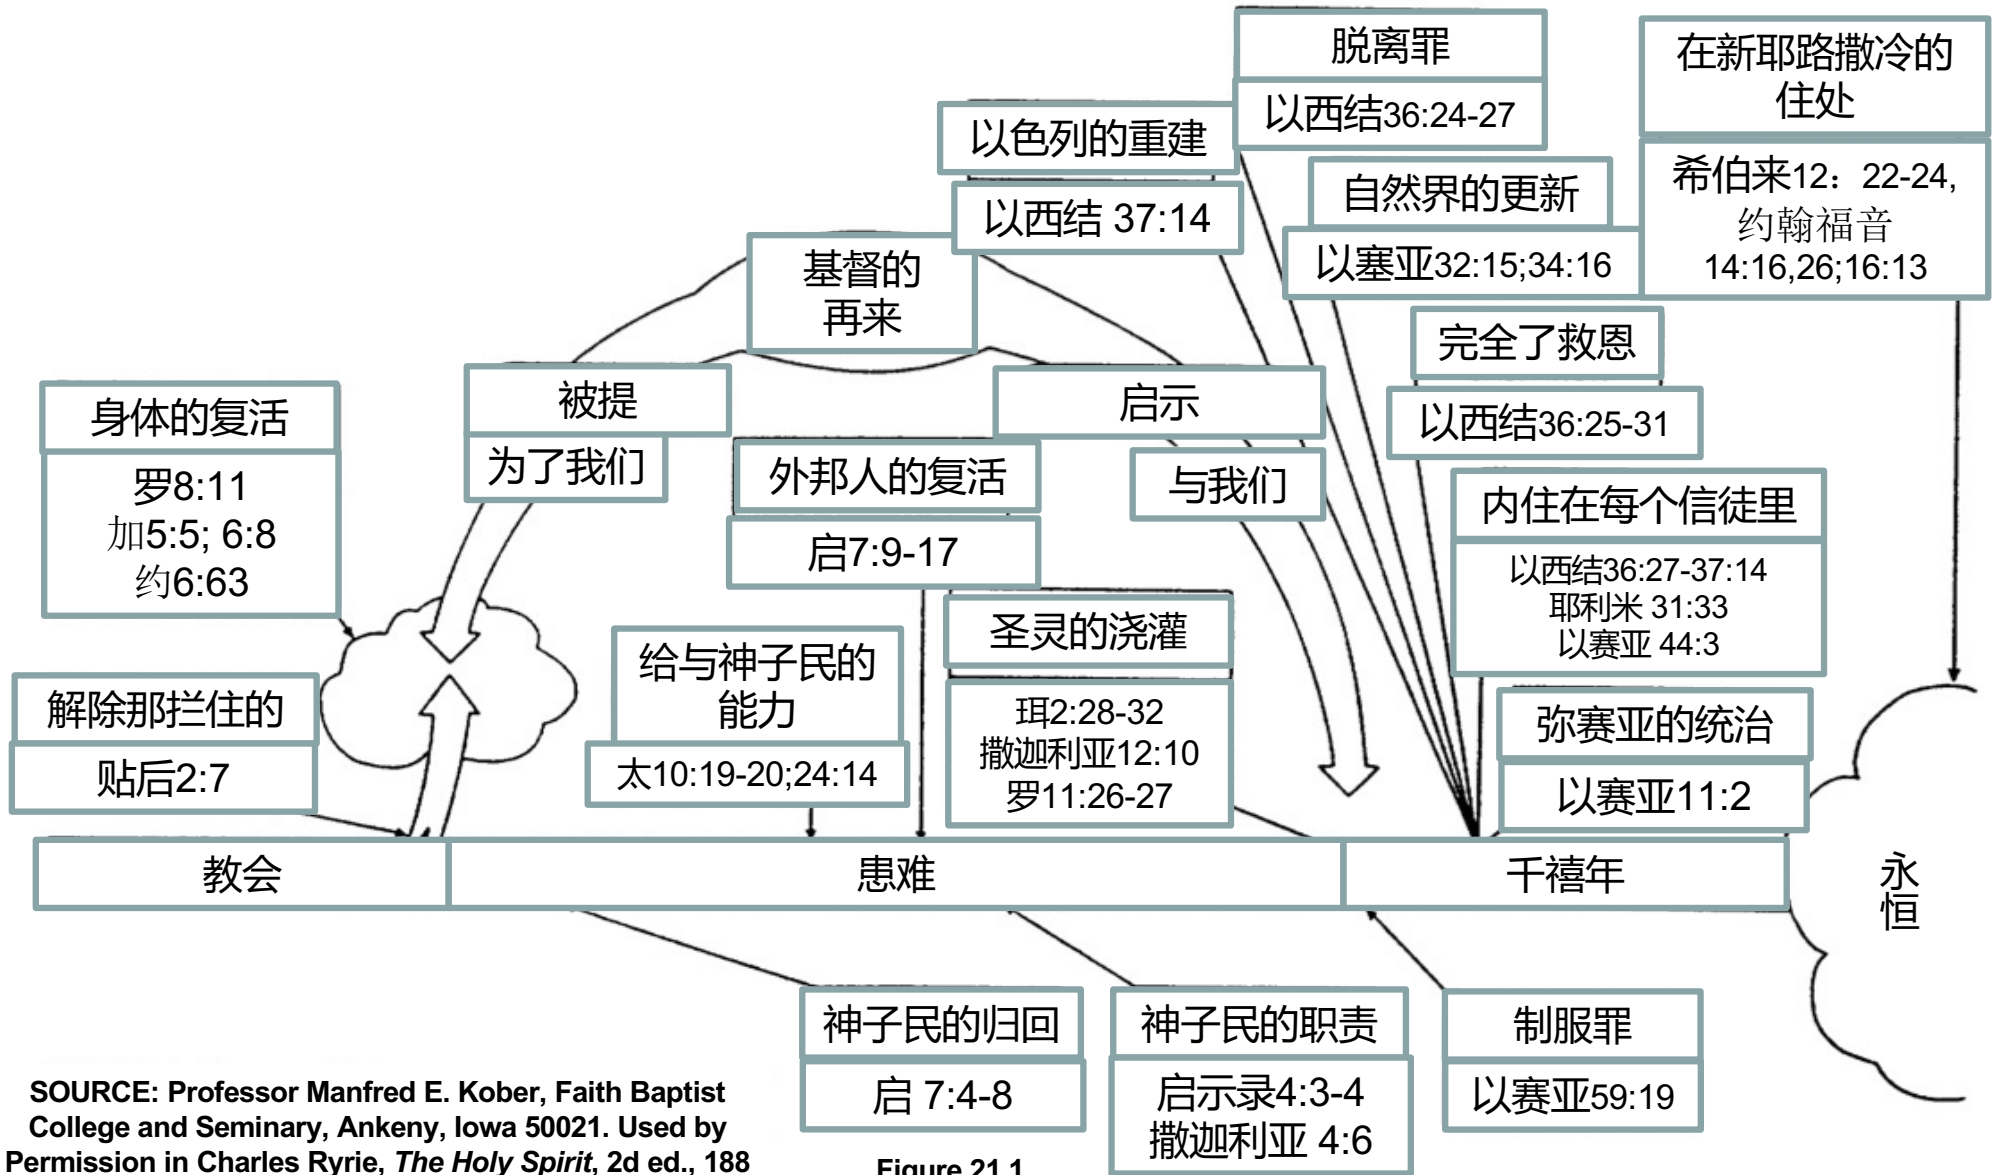 脱离罪
以西结36:24-27
在新耶路撒冷的
住处
希伯来12：22-24,
约翰福音
14:16,26;16:13
以色列的重建
以西结 37:14
自然界的更新
以塞亚32:15;34:16
基督的
再来
完全了救恩
以西结36:25-31
身体的复活
罗8:11
加5:5; 6:8
约6:63
被提
为了我们
启示
与我们
外邦人的复活
启7:9-17
内住在每个信徒里
以西结36:27-37:14
耶利米 31:33
以赛亚 44:3
圣灵的浇灌
珥2:28-32
撒迦利亚12:10
罗11:26-27
给与神子民的
能力
太10:19-20;24:14
解除那拦住的
贴后2:7
弥赛亚的统治
以赛亚11:2
教会
患难
千禧年
永恒
神子民的归回
启 7:4-8
神子民的职责
启示录4:3-4
撒迦利亚 4:6
制服罪
以赛亚59:19
SOURCE: Professor Manfred E. Kober, Faith Baptist
College and Seminary, Ankeny, Iowa 50021. Used by
Permission in Charles Ryrie, The Holy Spirit, 2d ed., 188
Figure 21.1